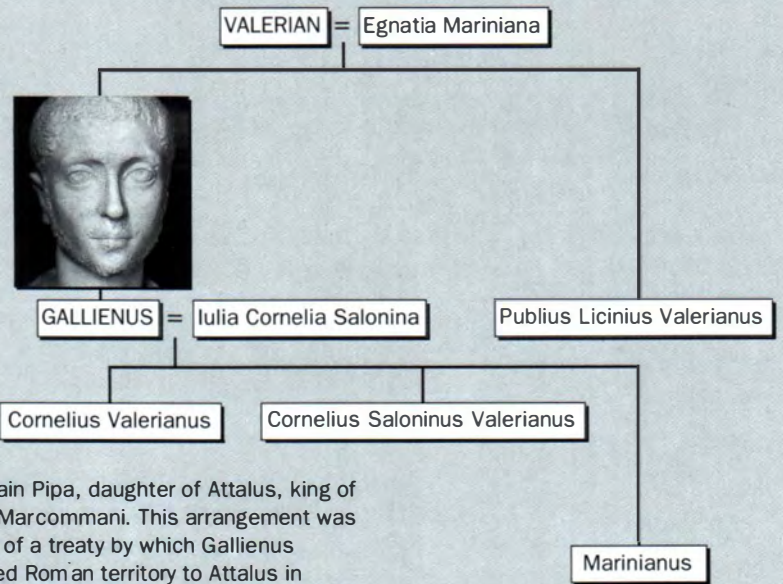 VALERIAN = Egnatia Mariniana
GALLIENUS = Iulia Cornelia Salonina
Publius Licinius Valerianus
Cornelius Valerianus
Cornelius Saloninus Valerianus
Marinianus
Pipa, daughter of Attalus, king of
Marcommani. This arrangement was
of a treaty by which Gallienus
Roman territory to Attalus in